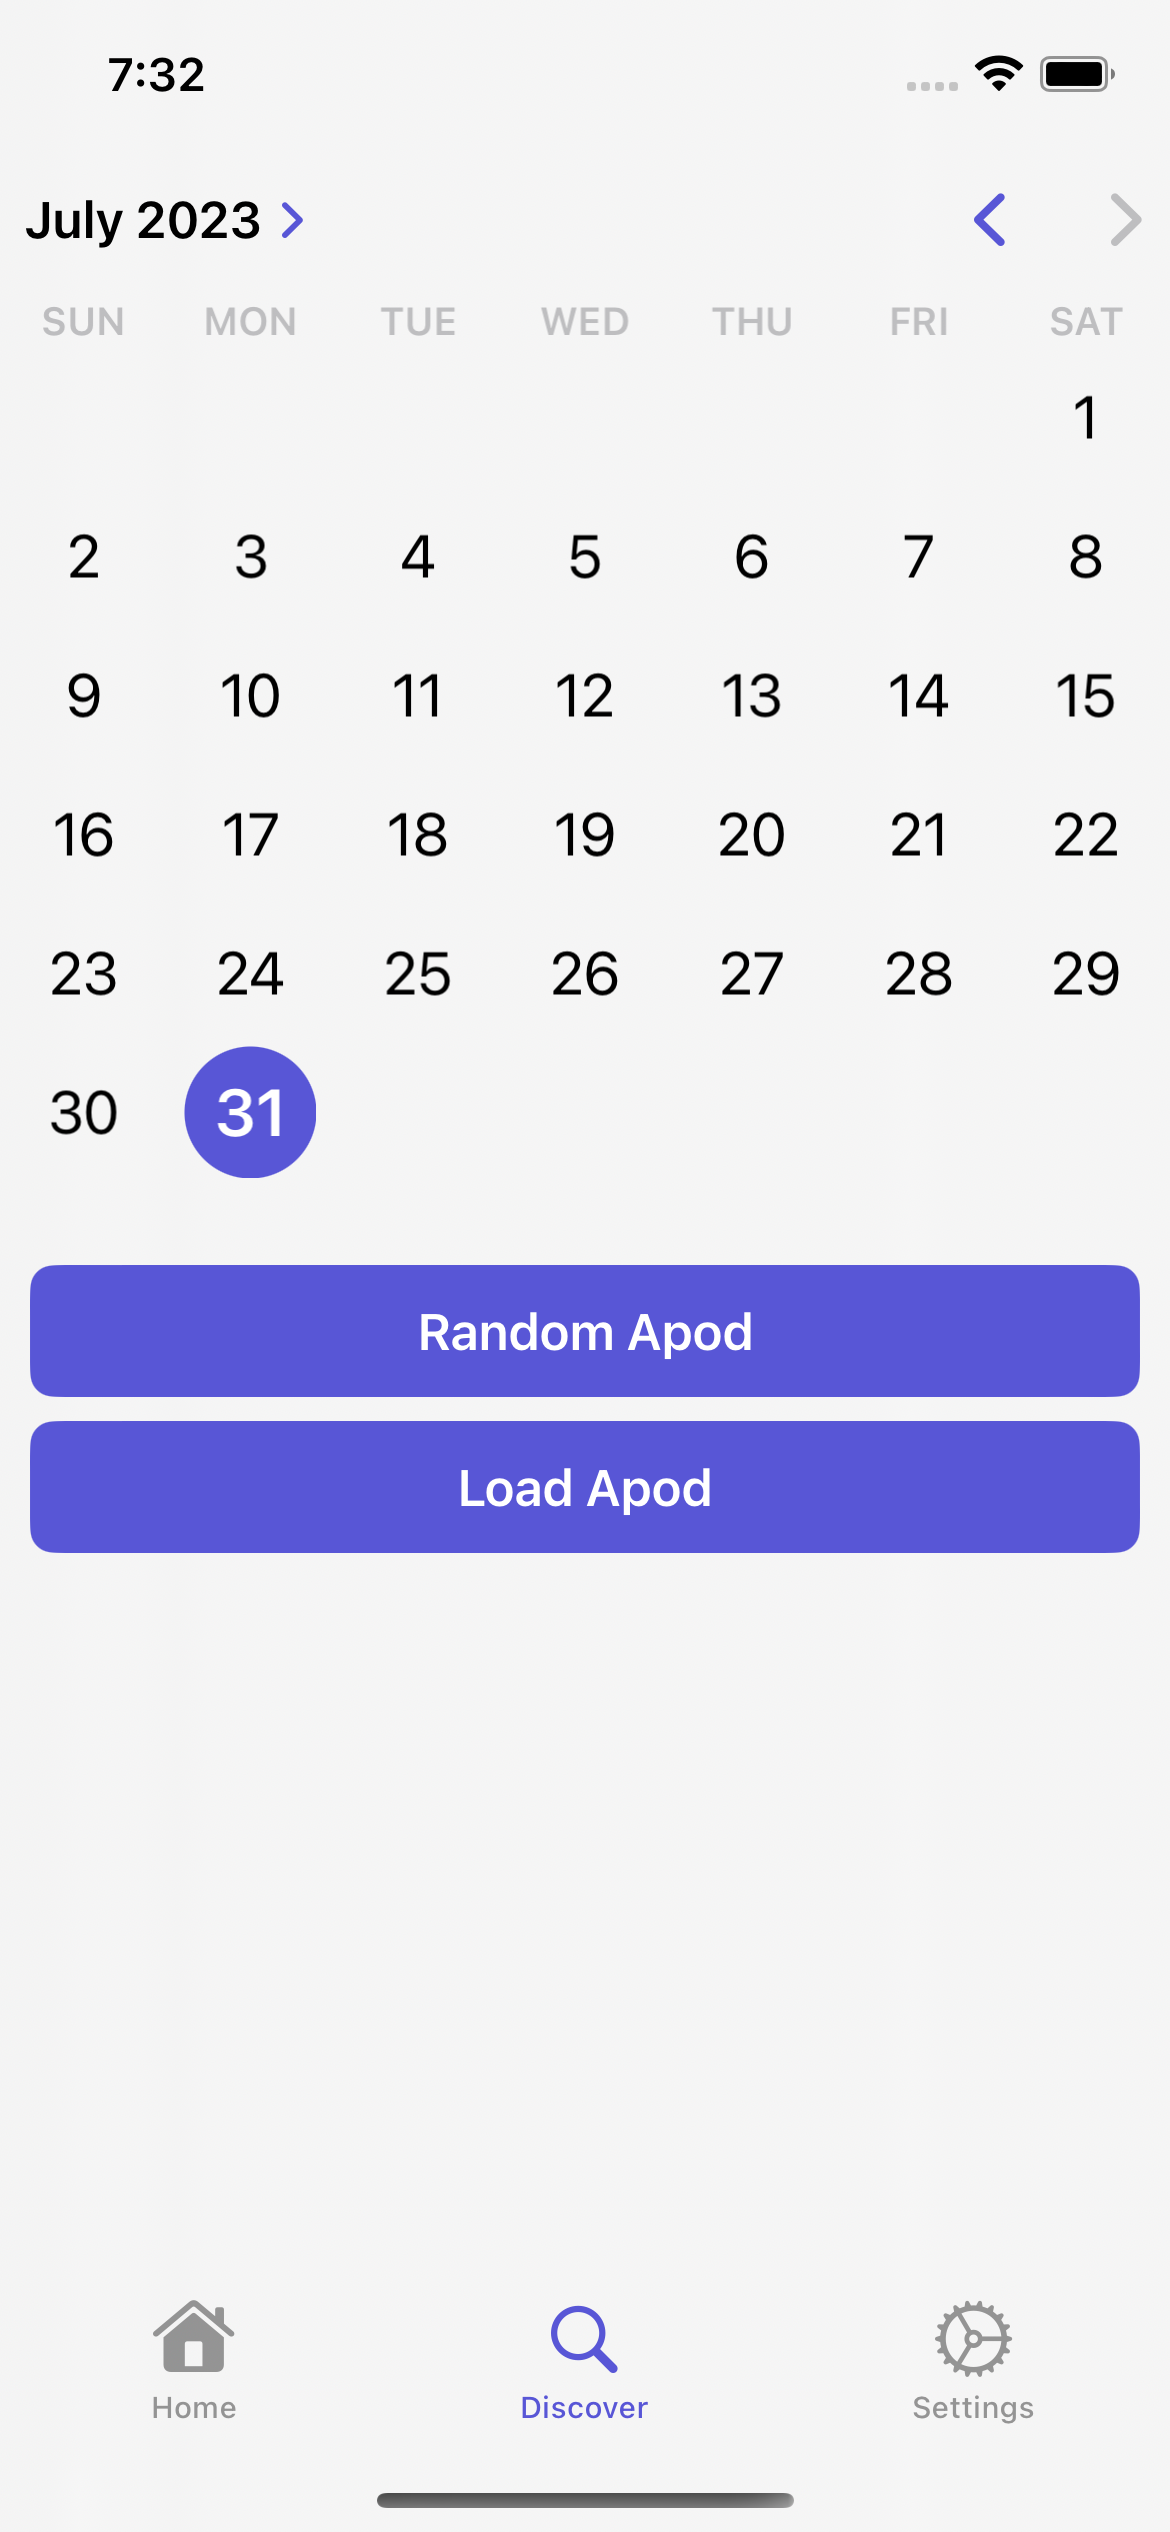 7:32
July 2023
SUN MON TUE WED THU FRI SAT
1
2 3 4 5 6 7 8
9 10 11 12 13 14 15
16 17 18 19 20 21 22
23 24 25 26 27 28 29
30 31
Random Apod
Load Apod
Home Discover Settings